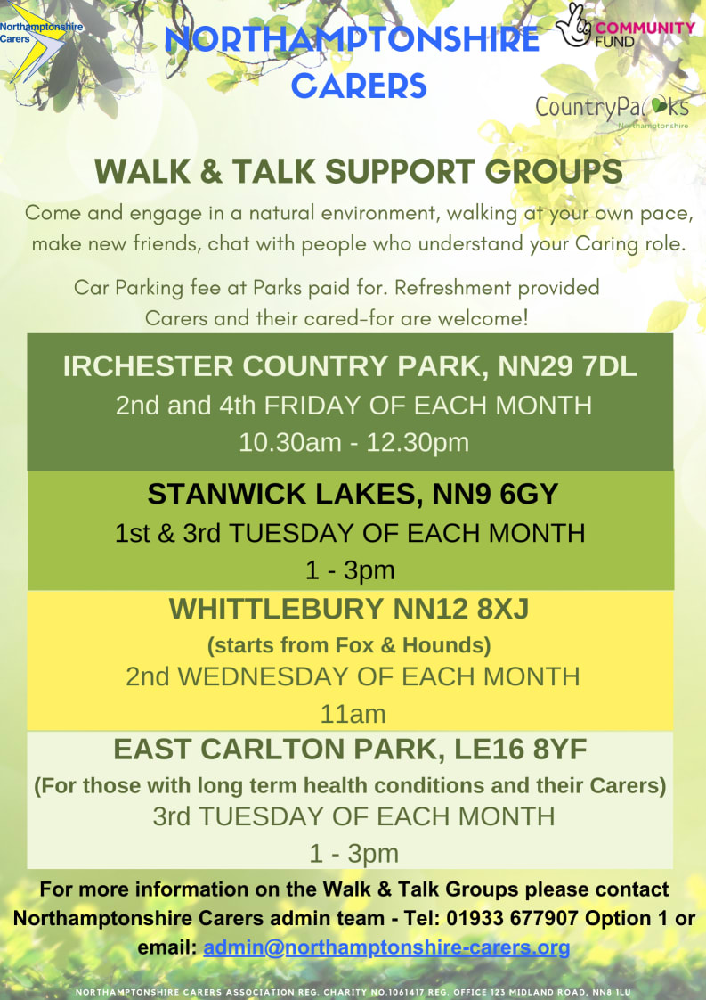 Northamptonshire
Carers
NORTHAMPTONSHIRE
CARERS
COMMUNITY
FUND
CountryParks
Northamptonshire
WALK & TALK SUPPORT GROUPS
Come and engage in a natural environment, walking at your own pace,
make new friends, chat with people who understand your Caring role.
Car Parking fee at Parks paid for. Refreshment provided
Carers and their cared-for are welcome!
IRCHESTER COUNTRY PARK, NN29 7DL
2nd and 4th FRIDAY OF EACH MONTH
10.30am - 12.30pm
STANWICK LAKES, NN9 6GY
1st & 3rd TUESDAY OF EACH MONTH
1 - 3pm
WHITTLEBURY NN12 8XJ
(starts from Fox & Hounds)
2nd WEDNESDAY OF EACH MONTH
11am
EAST CARLTON PARK, LE16 8YF
(For those with long term health conditions and their Carers)
3rd TUESDAY OF EACH MONTH
1 - 3pm
For more information on the Walk & Talk Groups please contact
Northamptonshire Carers admin team - Tel: 01933 677907 Option 1 or
email: admin@northamptonshire-carers.org
NORTHAMPTONSHIRE CARERS ASSOCIATION REG. CHARITY NO.1061417 REG. OFFICE 123 MIDLAND ROAD, NN8 1LU